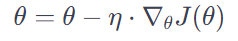 θ = θ − η · ∇θJ(θ)